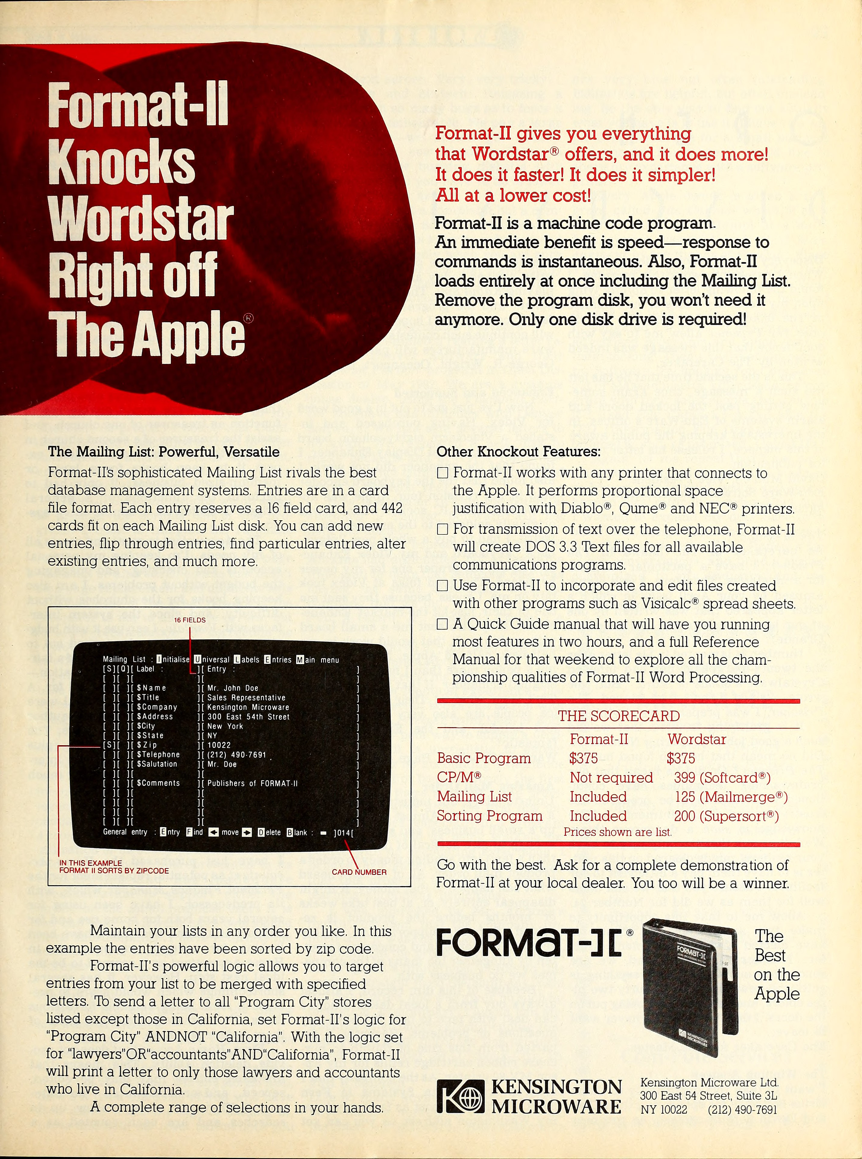 Format-II
Knocks
Wordstar
Right off
The Apple®
Format-II gives you everything
that Wordstar® offers, and it does more!
It does it faster! It does it simpler!
All at a lower cost!
Format-II is a machine code program.
An immediate benefit is speed—response to
commands is instantaneous. Also, Format-II
loads entirely at once including the Mailing List.
Remove the program disk, you won't need it
anymore. Only one disk drive is required!
The Mailing List: Powerful, Versatile
Format-II's sophisticated Mailing List rivals the best
database management systems. Entries are in a card
file format. Each entry reserves a 16 field card, and 442
cards fit on each Mailing List disk. You can add new
entries, flip through entries, find particular entries, alter
existing entries, and much more.
16 FIELDS
Mailing List : Initialise Universal Labels Entries Main menu
[S][Q][ Label : ][ Entry : ]
[ ][ ][ ][ ]
[ ][ ][ $Name ][ Mr. John Doe ]
[ ][ ][ $Title ][ Sales Representative ]
[ ][ ][ $Company ][ Kensington Microware ]
[ ][ ][ $Address ][ 300 East 54th Street ]
[ ][ ][ $City ][ New York ]
[ ][ ][ $State ][ NY ]
[S][ ][ $Zip ][ 10022 ]
[ ][ ][ $Telephone ][ (212) 490-7691 ]
[ ][ ][ $Salutation ][ Mr. Doe ]
[ ][ ][ ][ ]
[ ][ ][ $Comments ][ Publishers of FORMAT-II ]
[ ][ ][ ][ ]
[ ][ ][ ][ ]
[ ][ ][ ][ ]
[ ][ ][ ][ ]
General entry : Entry Find ← move → Delete Blank : - ]014[
IN THIS EXAMPLE
FORMAT II SORTS BY ZIPCODE
CARD NUMBER
Maintain your lists in any order you like. In this
example the entries have been sorted by zip code.
Format-II's powerful logic allows you to target
entries from your list to be merged with specified
letters. To send a letter to all "Program City" stores
listed except those in California, set Format-II's logic for
"Program City" ANDNOT "California". With the logic set
for "lawyers"OR"accountants"AND"California", Format-II
will print a letter to only those lawyers and accountants
who live in California.
A complete range of selections in your hands.
Other Knockout Features:
☐ Format-II works with any printer that connects to
the Apple. It performs proportional space
justification with Diablo®, Qume® and NEC® printers.
☐ For transmission of text over the telephone, Format-II
will create DOS 3.3 Text files for all available
communications programs.
☐ Use Format-II to incorporate and edit files created
with other programs such as Visicalc® spread sheets.
☐ A Quick Guide manual that will have you running
most features in two hours, and a full Reference
Manual for that weekend to explore all the cham-
pionship qualities of Format-II Word Processing.
THE SCORECARD
Format-II Wordstar
Basic Program $375 $375
CP/M® Not required 399 (Softcard®)
Mailing List Included 125 (Mailmerge®)
Sorting Program Included 200 (Supersort®)
Prices shown are list.
Go with the best. Ask for a complete demonstration of
Format-II at your local dealer. You too will be a winner.
FORMaT-][®
FORMaT-][
KENSINGTON
MICROWARE
The
Best
on the
Apple
K
KENSINGTON
MICROWARE
Kensington Microware Ltd.
300 East 54 Street, Suite 3L
NY 10022 (212) 490-7691